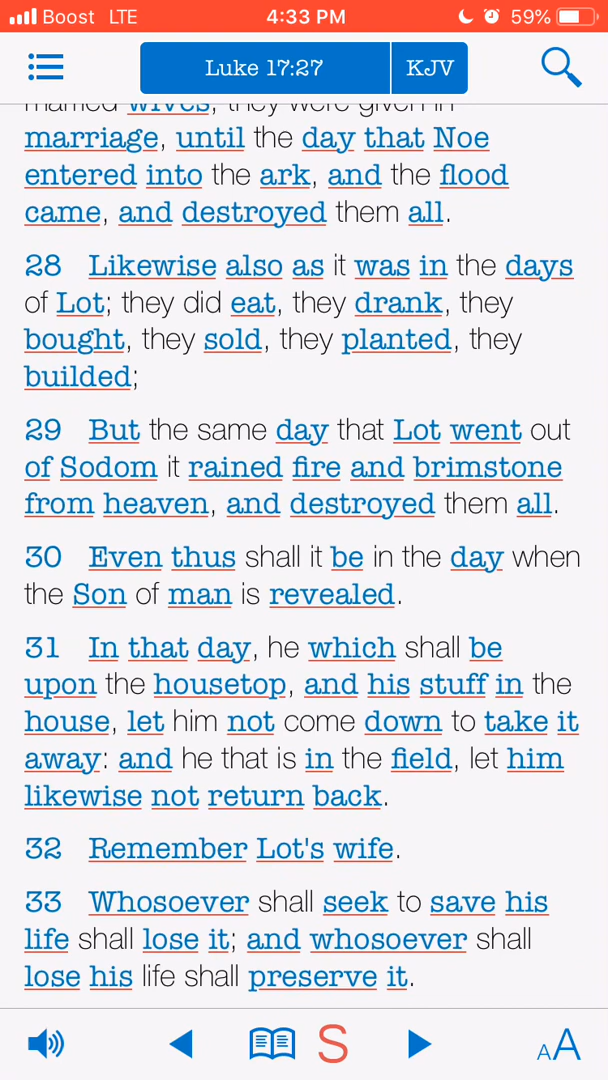 Boost LTE 4:33 PM 59%
Luke 17:27 KJV
married wives, they were given in
marriage, until the day that Noe
entered into the ark, and the flood
came, and destroyed them all.
28 Likewise also as it was in the days
of Lot; they did eat, they drank, they
bought, they sold, they planted, they
builded;
29 But the same day that Lot went out
of Sodom it rained fire and brimstone
from heaven, and destroyed them all.
30 Even thus shall it be in the day when
the Son of man is revealed.
31 In that day, he which shall be
upon the housetop, and his stuff in the
house, let him not come down to take it
away: and he that is in the field, let him
likewise not return back.
32 Remember Lot's wife.
33 Whosoever shall seek to save his
life shall lose it; and whosoever shall
lose his life shall preserve it.
S AA